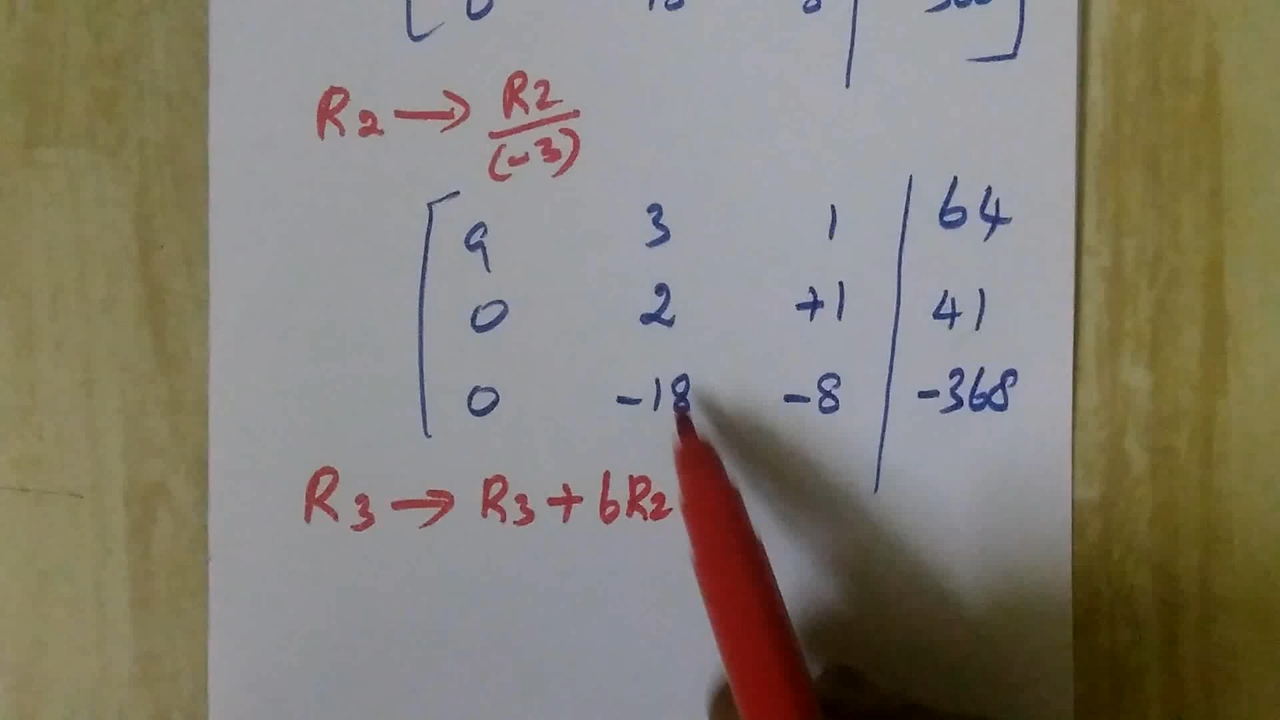 R2 → R2/(-3)
9 3 1 | 64
0 2 +1 | 41
0 -18 -8 | -368
R3 → R3 + 6R2